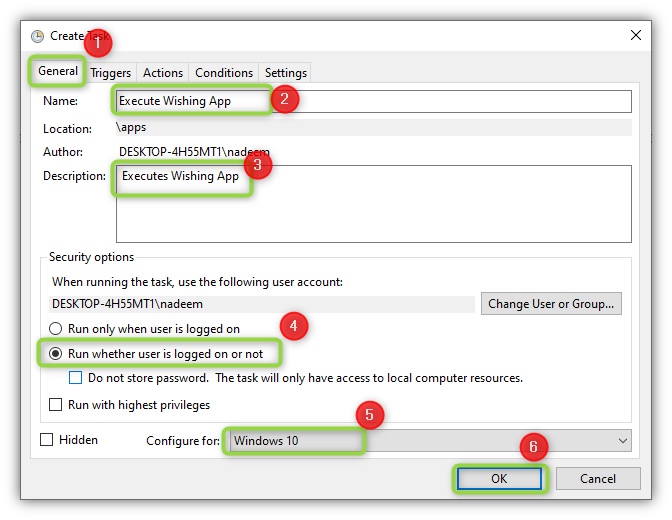 Create Task
1
General Triggers Actions Conditions Settings
Name: Execute Wishing App 2
Location: \apps
Author: DESKTOP-4H55MT1\nadeem
3
Description: Executes Wishing App
Security options
When running the task, use the following user account:
DESKTOP-4H55MT1\nadeem Change User or Group...
Run only when user is logged on 4
Run whether user is logged on or not
Do not store password. The task will only have access to local computer resources.
Run with highest privileges
5
Hidden Configure for: Windows 10
6
OK Cancel